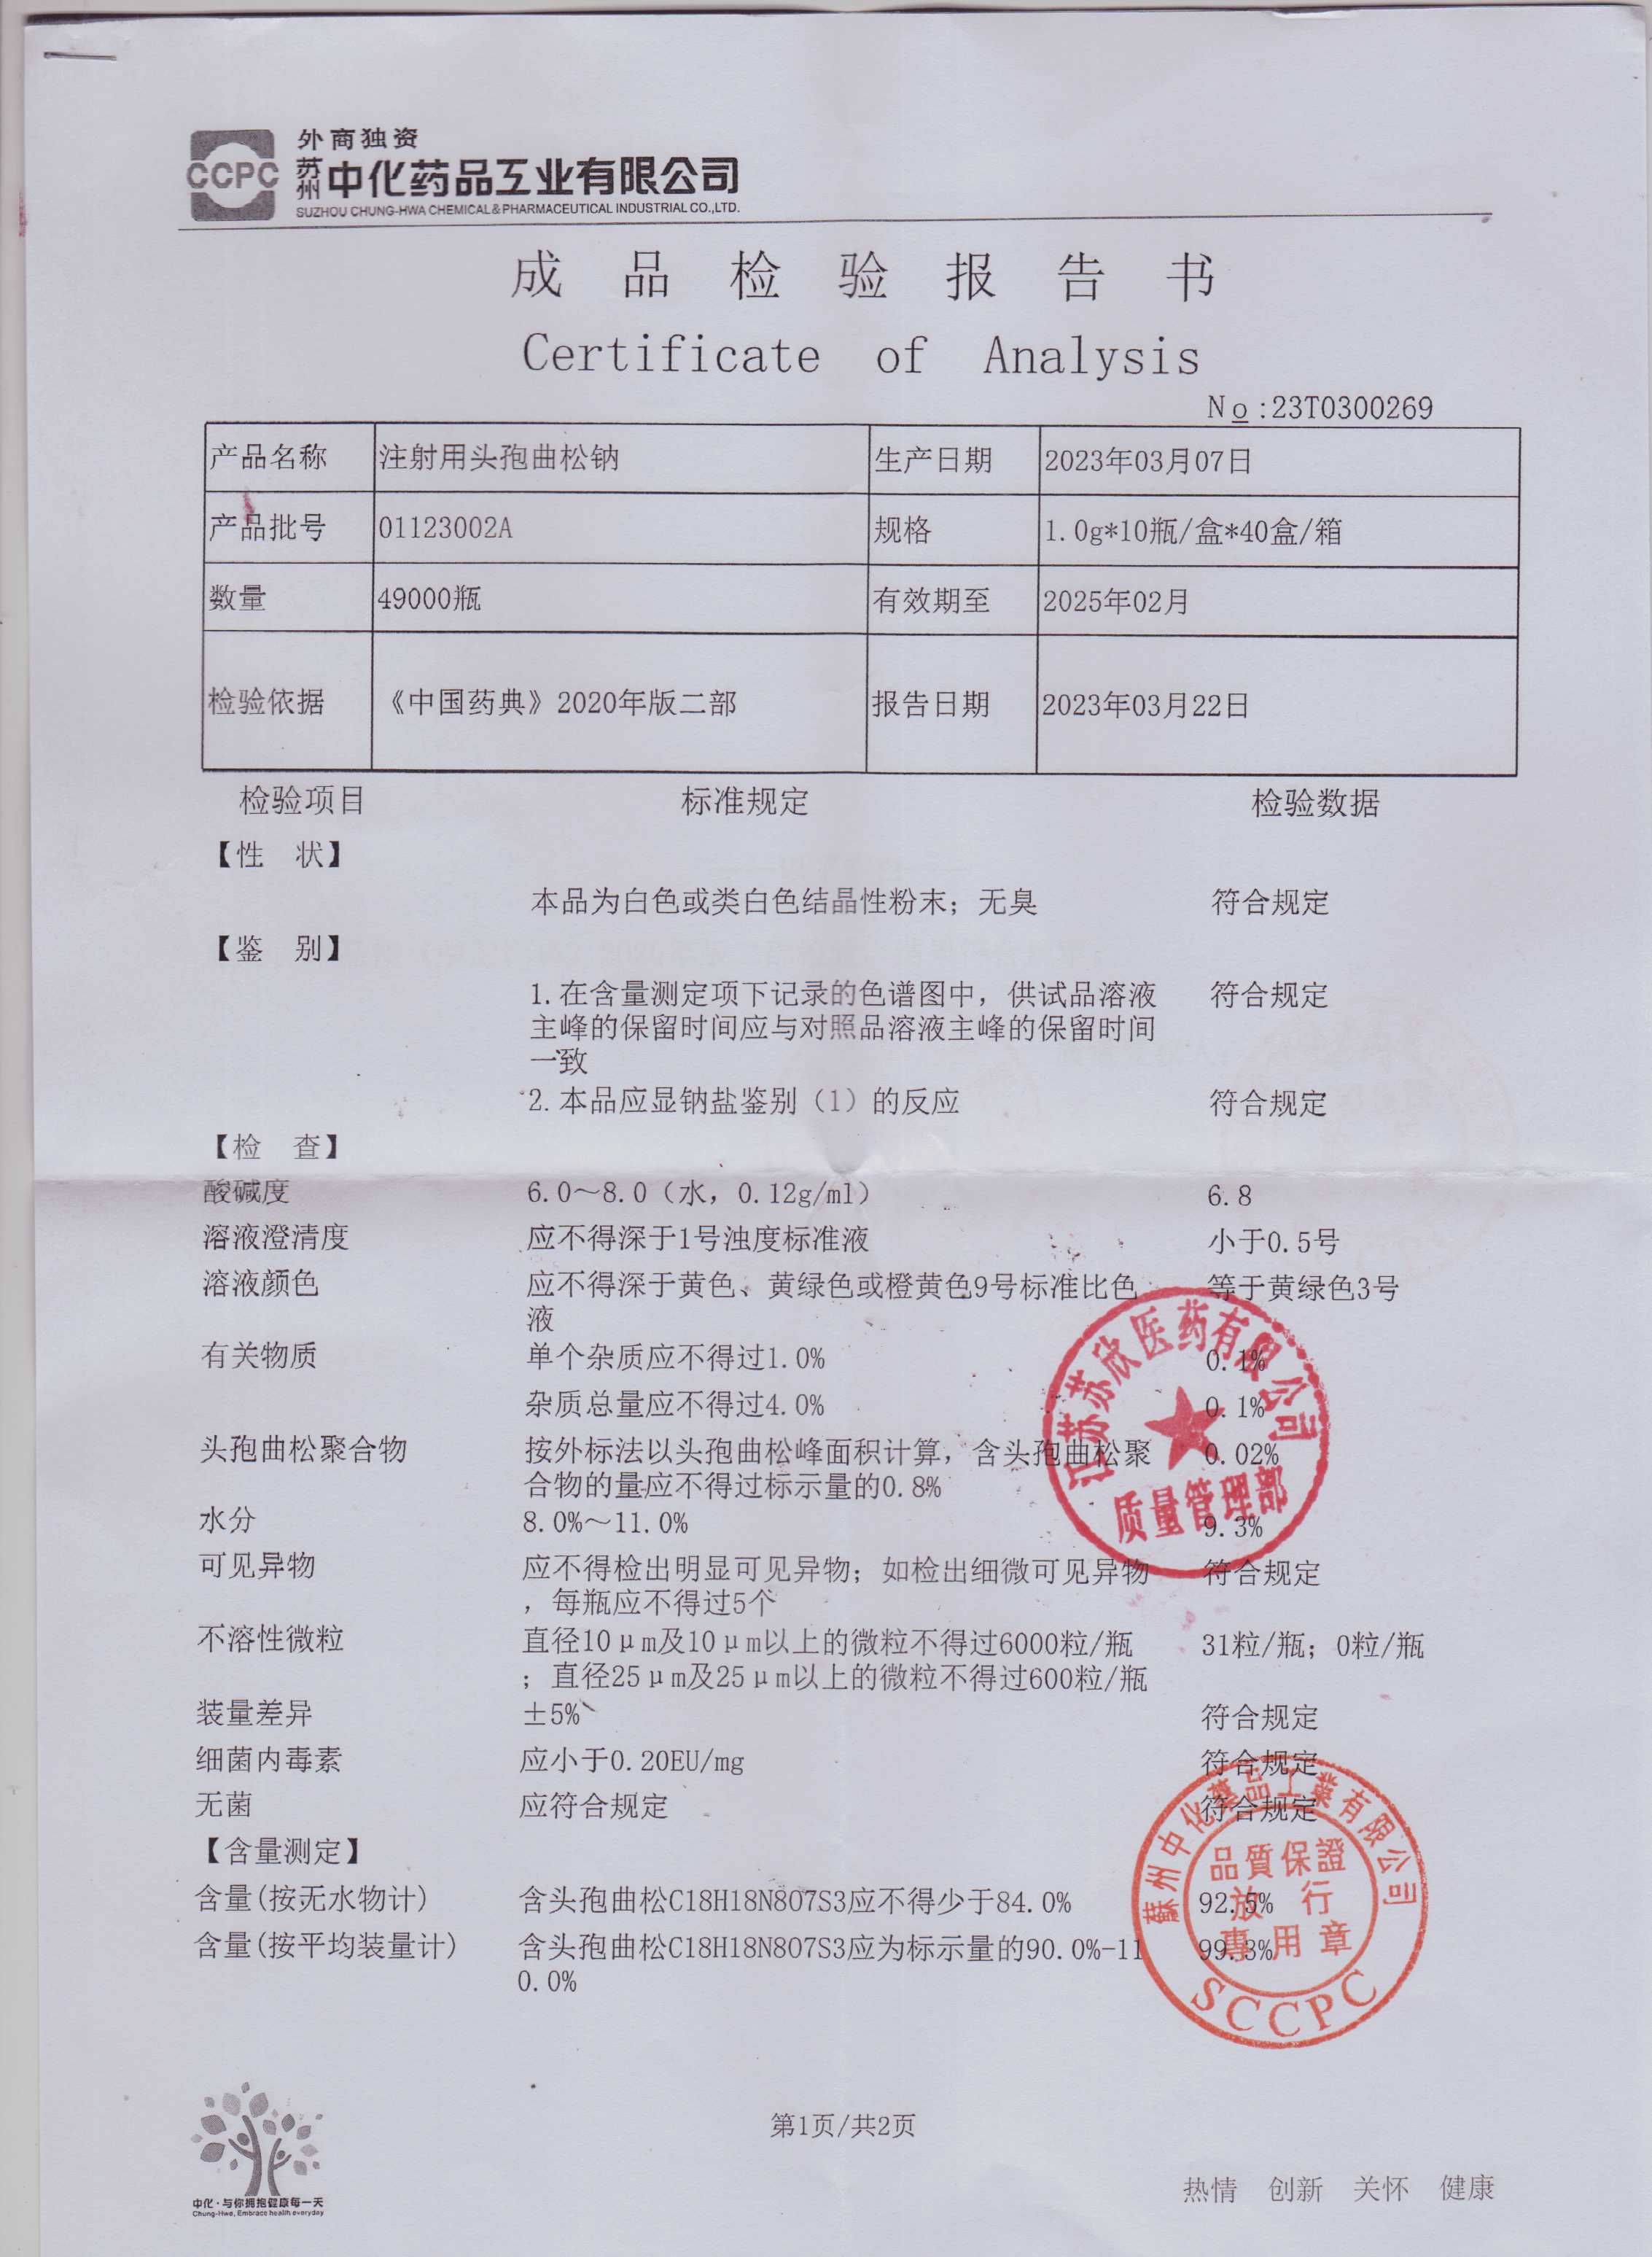 外商独资
CCPC
苏州中化药品工业有限公司
SUZHOU CHUNG-HWA CHEMICAL & PHARMACEUTICAL INDUSTRIAL CO.,LTD.
成品检验报告书
Certificate of Analysis
No:23T0300269
产品名称 注射用头孢曲松钠 生产日期 2023年03月07日
产品批号 01123002A 规格 1.0g*10瓶/盒*40盒/箱
数量 49000瓶 有效期至 2025年02月
检验依据 《中国药典》2020年版二部 报告日期 2023年03月22日
检验项目 标准规定 检验数据
【性 状】
本品为白色或类白色结晶性粉末；无臭 符合规定
【鉴 别】
1.在含量测定项下记录的色谱图中，供试品溶液 符合规定
主峰的保留时间应与对照品溶液主峰的保留时间
一致
2.本品应显钠盐鉴别（1）的反应 符合规定
【检 查】
酸碱度 6.0～8.0（水，0.12g/ml） 6.8
溶液澄清度 应不得深于1号浊度标准液 小于0.5号
溶液颜色 应不得深于黄色、黄绿色或橙黄色9号标准比色 等于黄绿色3号
液
有关物质 单个杂质应不得过1.0% 0.1%
杂质总量应不得过4.0% 0.1%
头孢曲松聚合物 按外标法以头孢曲松峰面积计算，含头孢曲松聚 0.02%
合物的量应不得过标示量的0.8%
水分 8.0%～11.0% 9.3%
可见异物 应不得检出明显可见异物；如检出细微可见异物 符合规定
，每瓶应不得过5个
不溶性微粒 直径10μm及10μm以上的微粒不得过6000粒/瓶 31粒/瓶；0粒/瓶
；直径25μm及25μm以上的微粒不得过600粒/瓶
装量差异 ±5% 符合规定
细菌内毒素 应小于0.20EU/mg 符合规定
无菌 应符合规定 符合规定
【含量测定】
含量(按无水物计) 含头孢曲松C18H18N8O7S3应不得少于84.0% 92.5%
含量(按平均装量计) 含头孢曲松C18H18N8O7S3应为标示量的90.0%-11 99.3%
0.0%
江苏苏欣医药有限公司
质量管理部
蘇州中化藥品工業有限公司
品質保證
放行
專用章
SCCPC
第1页/共2页
中化·与你拥抱健康每一天
Chung-Hwa, Embrace health everyday
热情 创新 关怀 健康